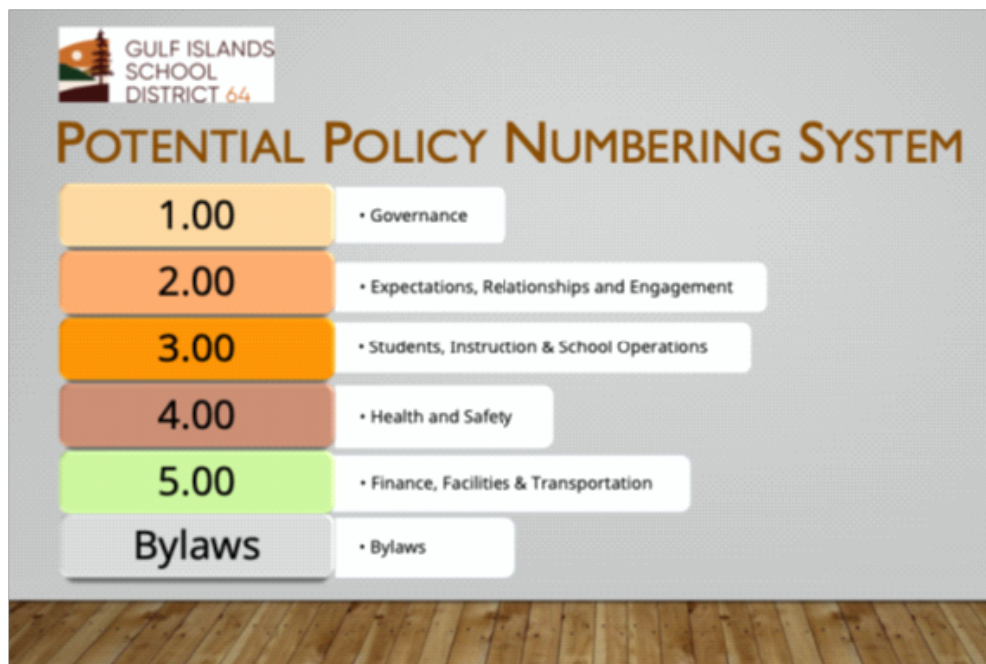 GULF ISLANDS
SCHOOL
DISTRICT 64
POTENTIAL POLICY NUMBERING SYSTEM
1.00
• Governance
2.00
• Expectations, Relationships and Engagement
3.00
• Students, Instruction & School Operations
4.00
• Health and Safety
5.00
• Finance, Facilities & Transportation
Bylaws
• Bylaws